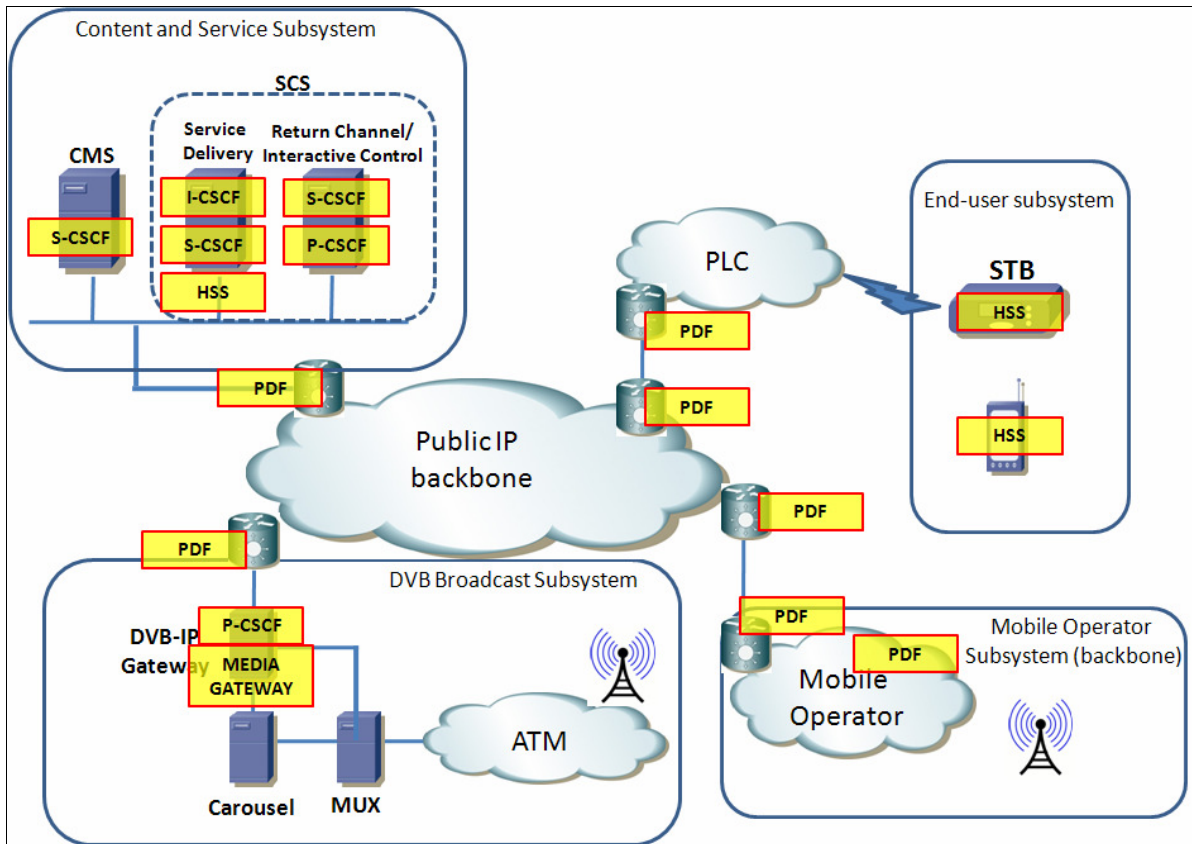 Content and Service Subsystem
SCS
Service
Delivery
Return Channel/
Interactive Control
CMS
I-CSCF
S-CSCF
S-CSCF
S-CSCF
P-CSCF
HSS
PDF
End-user subsystem
STB
HSS
HSS
PLC
PDF
PDF
Public IP
backbone
PDF
PDF
DVB Broadcast Subsystem
P-CSCF
DVB-IP
Gateway
MEDIA
GATEWAY
ATM
Carousel
MUX
PDF
PDF
Mobile Operator
Subsystem (backbone)
Mobile
Operator